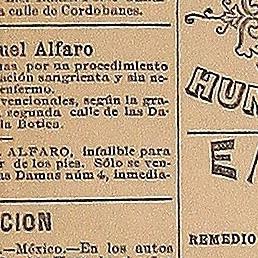 a calle de Cordobanes.
uel Alfaro
as por un procedimiento
ación sangrienta y sin ne-
enfermo.
vencionales, según la gra-
segunda calle de las Da-
la Botica.
ALFARO, infalible para
de los pies. Sólo se ven-
as Damas núm 4, inmedia-
CION
.—México.—En los autos
HUN
E
REMEDIO